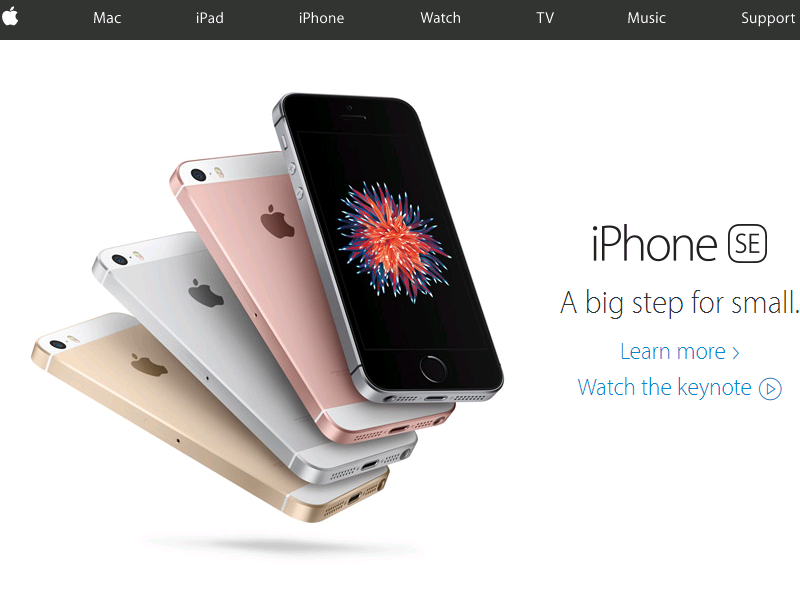 Mac iPad iPhone Watch TV Music Support
iPhone SE
A big step for small.
Learn more >
Watch the keynote